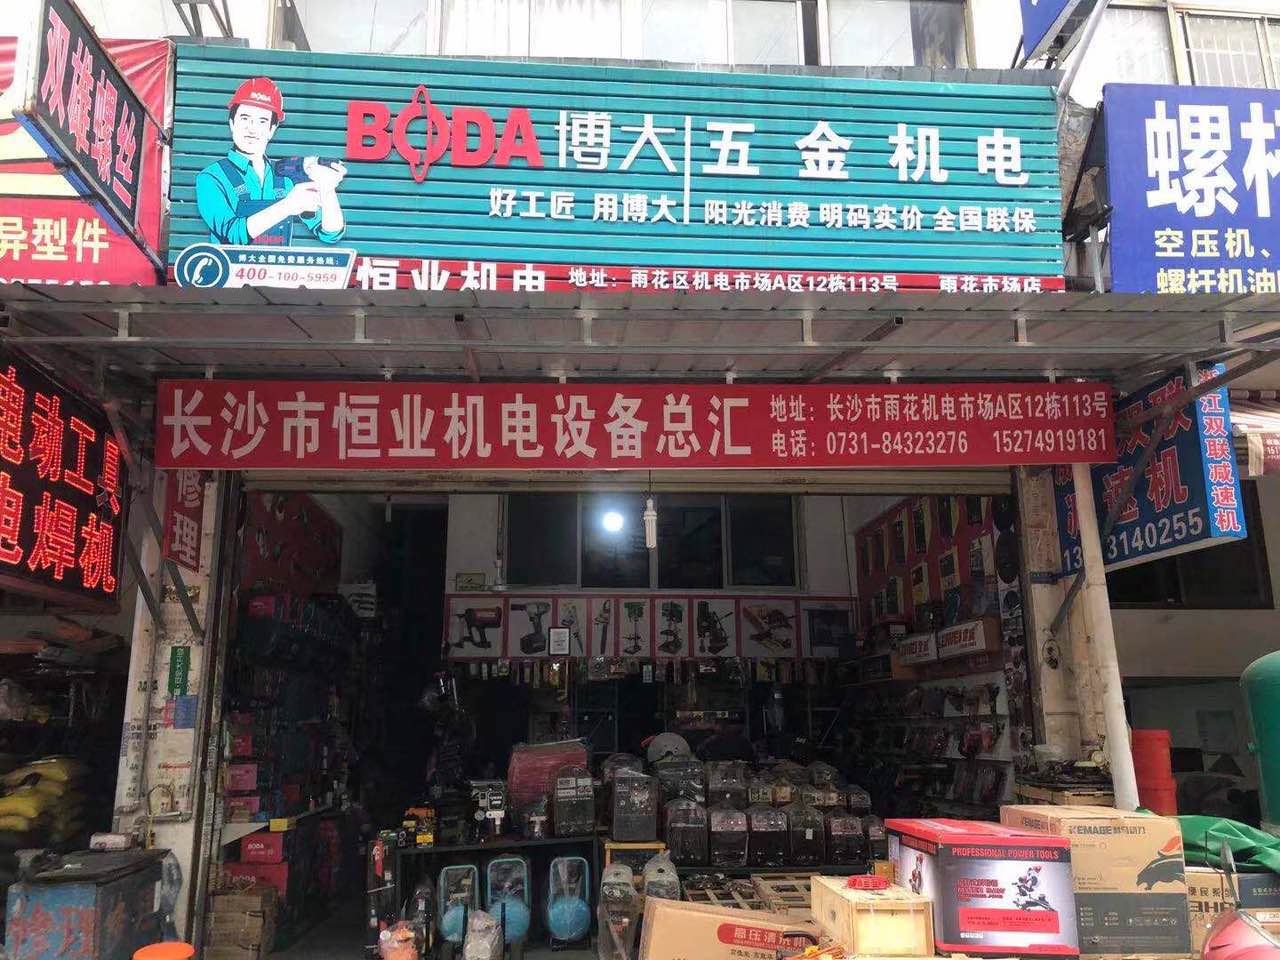 双雄螺丝
异型件
BODA
BODA 博大 五金机电
好工匠 用博大 阳光消费 明码实价 全国联保
博大全国免费服务热线：
400-100-5959
恒业机电 地址：雨花区机电市场A区12栋113号 雨花市场店
空压机、
螺杆机油
长沙市恒业机电设备总汇
地址：长沙市雨花机电市场A区12栋113号
电话：0731-84323276 15274919181
电动工具
电焊机
修理
双联
减速机
江双联减速机
3140255
BODA
BODA
PROFESSIONAL POWER TOOLS
KEMAGE
高压清洗机
修理